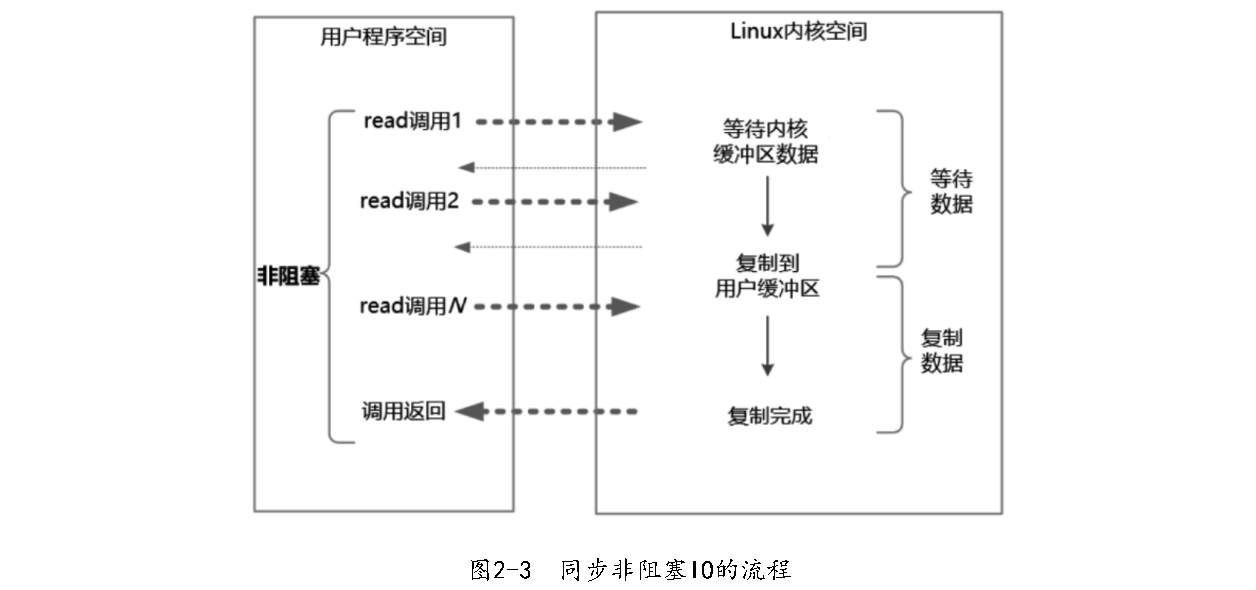 用户程序空间
Linux内核空间
read调用1
等待内核
缓冲区数据
等待
数据
read调用2
非阻塞
复制到
用户缓冲区
read调用N
复制
数据
调用返回
复制完成
图2-3 同步非阻塞IO的流程